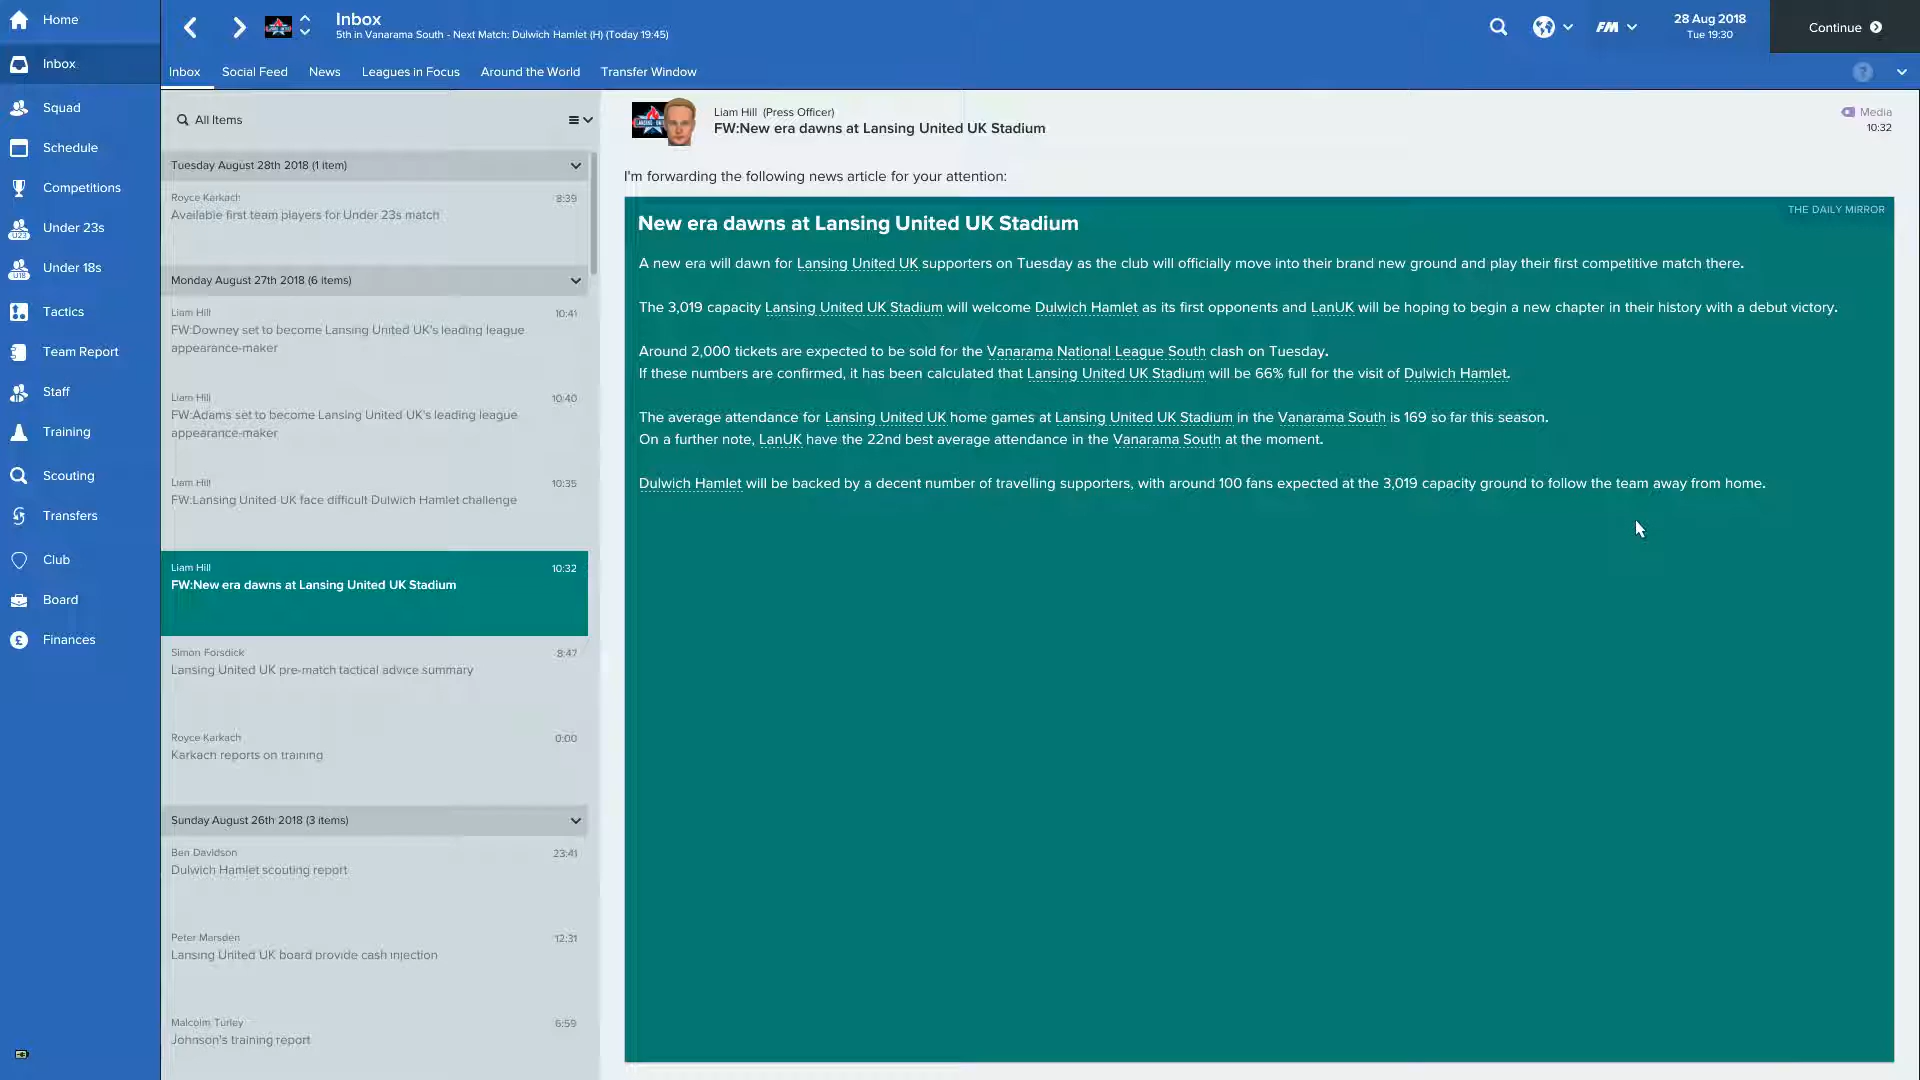 Home
Inbox
Squad
Schedule
Competitions
Under 23s
Under 18s
Tactics
Team Report
Staff
Training
Scouting
Transfers
Club
Board
Finances
Inbox
5th in Vanarama South - Next Match: Dulwich Hamlet (H) (Today 19:45)
FM
28 Aug 2018
Tue 19:30
Continue
Inbox Social Feed News Leagues in Focus Around the World Transfer Window
All Items
Tuesday August 28th 2018 (1 item)
Royce Karkach 8:39
Available first team players for Under 23s match
Monday August 27th 2018 (6 items)
Liam Hill 10:41
FW:Downey set to become Lansing United UK's leading league
appearance-maker
Liam Hill 10:40
FW:Adams set to become Lansing United UK's leading league
appearance-maker
Liam Hill 10:35
FW:Lansing United UK face difficult Dulwich Hamlet challenge
Liam Hill 10:32
FW:New era dawns at Lansing United UK Stadium
Simon Forsdick 8:47
Lansing United UK pre-match tactical advice summary
Royce Karkach 0:00
Karkach reports on training
Sunday August 26th 2018 (3 items)
Ben Davidson 23:41
Dulwich Hamlet scouting report
Peter Marsden 12:31
Lansing United UK board provide cash injection
Malcolm Turley 6:59
Johnson's training report
Liam Hill (Press Officer)
FW:New era dawns at Lansing United UK Stadium
Media
10:32
I'm forwarding the following news article for your attention:
THE DAILY MIRROR
New era dawns at Lansing United UK Stadium
A new era will dawn for Lansing United UK supporters on Tuesday as the club will officially move into their brand new ground and play their first competitive match there.
The 3,019 capacity Lansing United UK Stadium will welcome Dulwich Hamlet as its first opponents and LanUK will be hoping to begin a new chapter in their history with a debut victory.
Around 2,000 tickets are expected to be sold for the Vanarama National League South clash on Tuesday.
If these numbers are confirmed, it has been calculated that Lansing United UK Stadium will be 66% full for the visit of Dulwich Hamlet.
The average attendance for Lansing United UK home games at Lansing United UK Stadium in the Vanarama South is 169 so far this season.
On a further note, LanUK have the 22nd best average attendance in the Vanarama South at the moment.
Dulwich Hamlet will be backed by a decent number of travelling supporters, with around 100 fans expected at the 3,019 capacity ground to follow the team away from home.